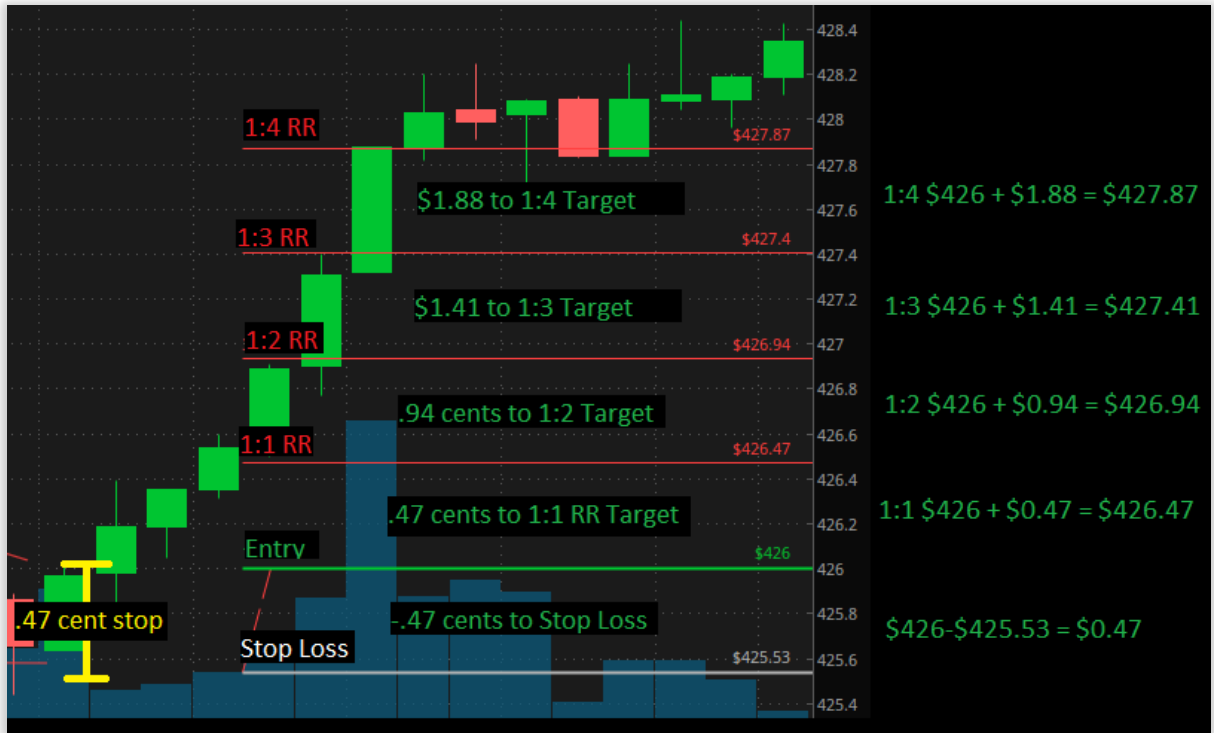 428.4
428.2
1:4 RR
428
$427.87
427.8
$1.88 to 1:4 Target
1:4 $426 + $1.88 = $427.87
427.6
1:3 RR
$427.4
427.4
$1.41 to 1:3 Target
1:3 $426 + $1.41 = $427.41
427.2
1:2 RR
$426.94
427
426.8
.94 cents to 1:2 Target
1:2 $426 + $0.94 = $426.94
426.6
1:1 RR
$426.47
426.4
.47 cents to 1:1 RR Target
1:1 $426 + $0.47 = $426.47
426.2
Entry
$426
426
425.8
.47 cent stop
-.47 cents to Stop Loss
$426-$425.53 = $0.47
Stop Loss
$425.53
425.6
425.4